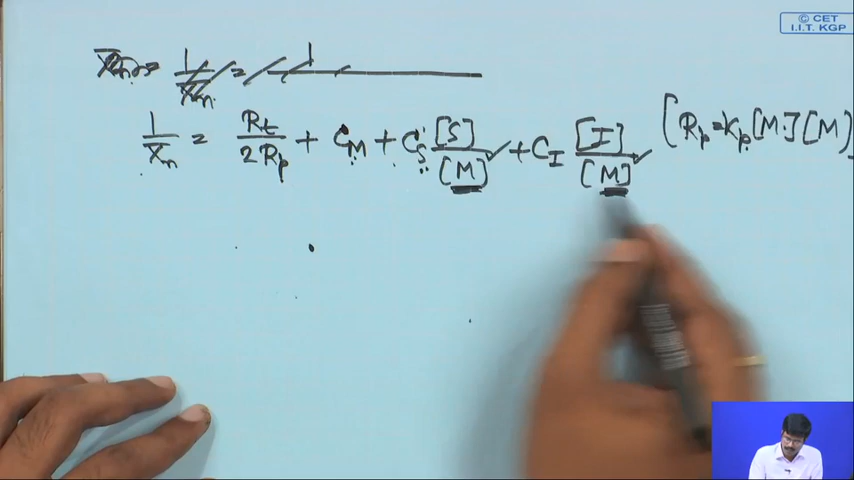 © CET
I.I.T. KGP
1/X̄n = Rt/2Rp + CM + CS [S]/[M] + CI [I]/[M] [Rp = Kp[M·][M]]